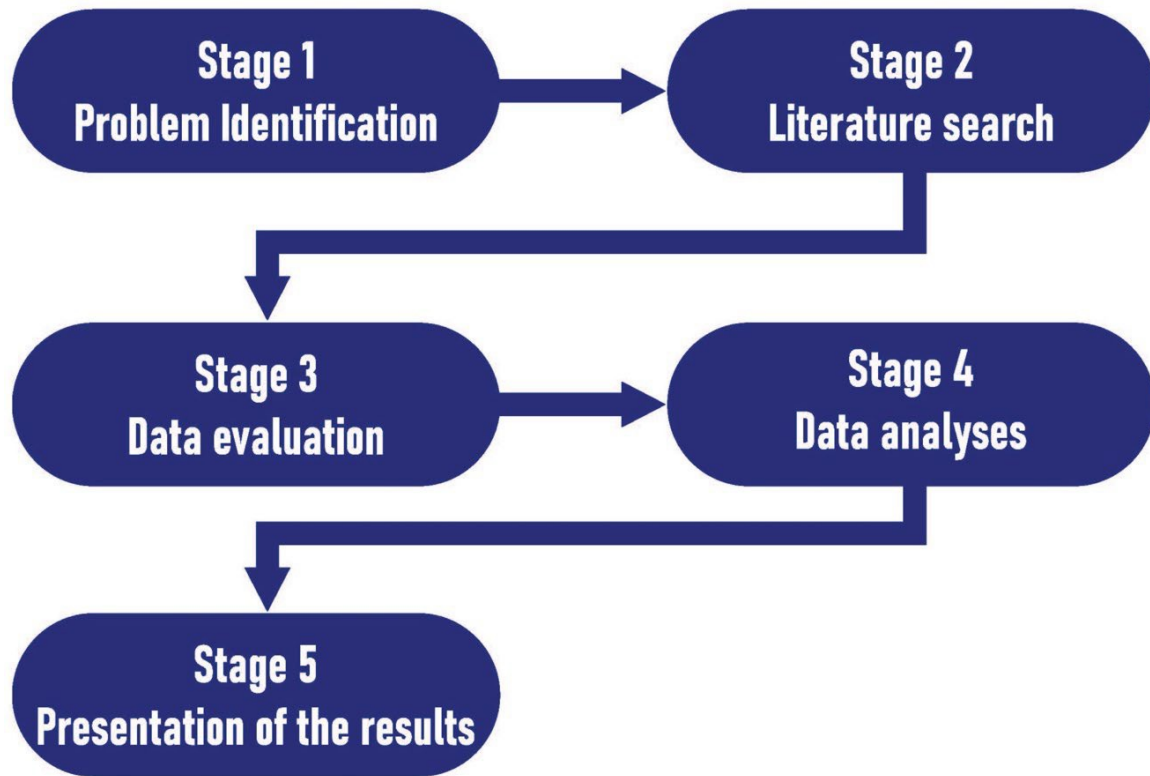 Stage 1
Problem Identification
Stage 2
Literature search
Stage 3
Data evaluation
Stage 4
Data analyses
Stage 5
Presentation of the results